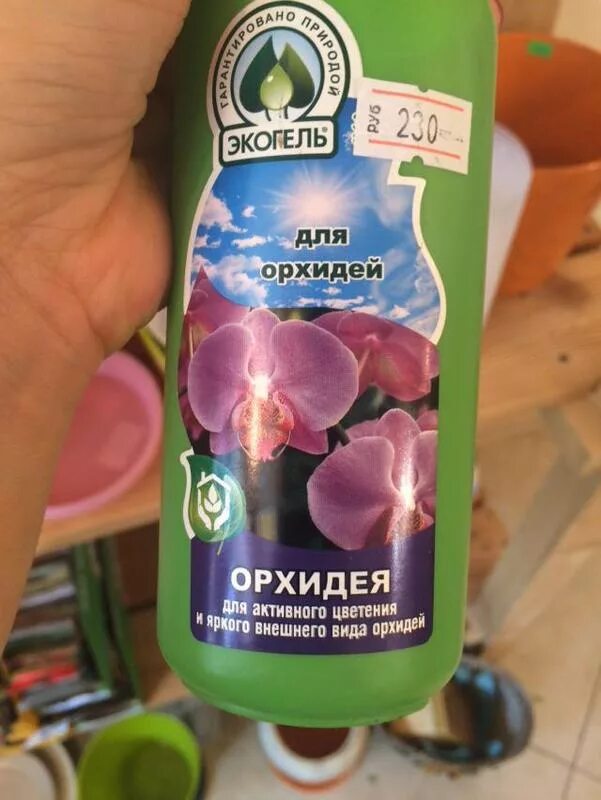 ГАРАНТИРОВАНО ПРИРОДОЙ
ЭКОГЕЛЬ®
РУБ 230
для
орхидей
ОРХИДЕЯ
для активного цветения
и яркого внешнего вида орхидей